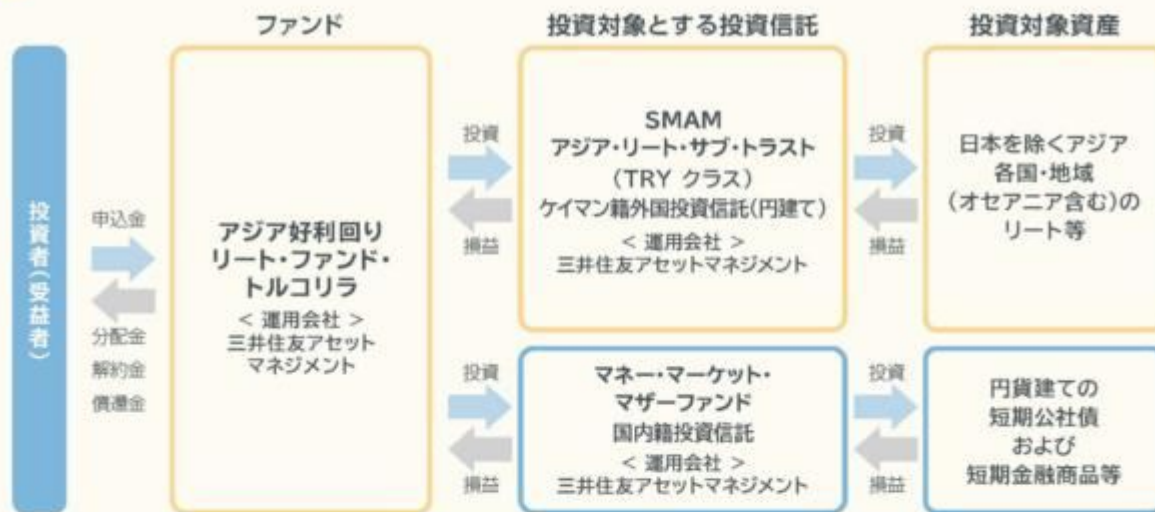 ファンド
投資対象とする投資信託
投資対象資産
投資者(受益者)
申込金
分配金
解約金
償還金
アジア好利回り
リート・ファンド・
トルコリラ
< 運用会社 >
三井住友アセット
マネジメント
投資
損益
SMAM
アジア・リート・サブ・トラスト
(TRY クラス)
ケイマン籍外国投資信託(円建て)
< 運用会社 >
三井住友アセットマネジメント
投資
損益
日本を除くアジア
各国・地域
(オセアニア含む)の
リート等
投資
損益
マネー・マーケット・
マザーファンド
国内籍投資信託
< 運用会社 >
三井住友アセットマネジメント
投資
損益
円貨建ての
短期公社債
および
短期金融商品等